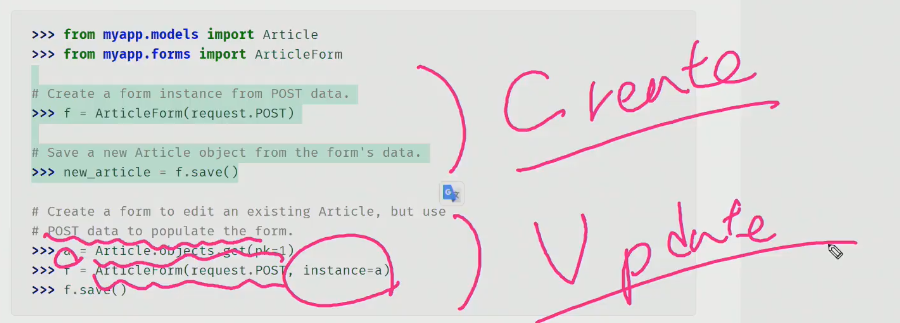 >>> from myapp.models import Article
>>> from myapp.forms import ArticleForm
# Create a form instance from POST data.
>>> f = ArticleForm(request.POST)
# Save a new Article object from the form's data.
>>> new_article = f.save()
Create
# Create a form to edit an existing Article, but use
# POST data to populate the form.
>>> a = Article.objects.get(pk=1)
>>> f = ArticleForm(request.POST, instance=a)
>>> f.save()
Update